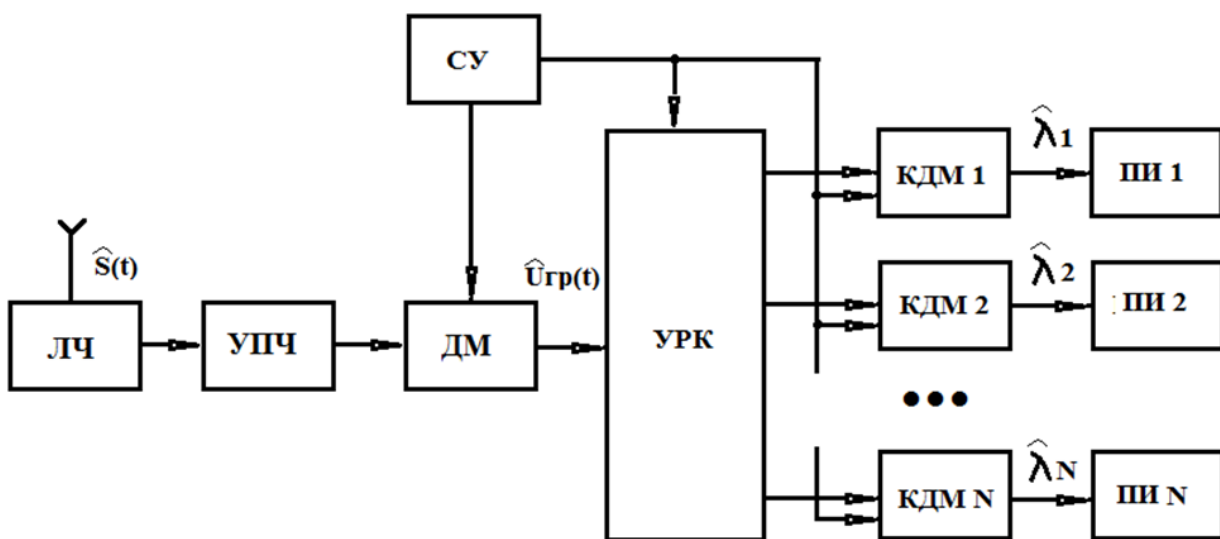 СУ
λ̂1
КДМ 1
ПИ 1
Ŝ(t)
Ûгр(t)
λ̂2
КДМ 2
ПИ 2
ЛЧ
УПЧ
ДМ
УРК
•••
λ̂N
КДМ N
ПИ N